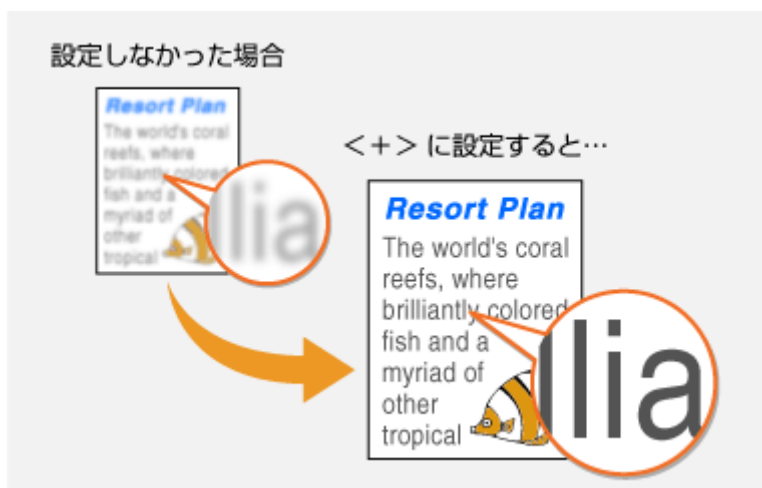 設定しなかった場合
Resort Plan
The world's coral
reefs, where
brilliantly colored
fish and a
myriad of
other
tropical
lia
<+> に設定すると…
Resort Plan
The world's coral
reefs, where
brilliantly colored
fish and a
myriad of
other
tropical
llia